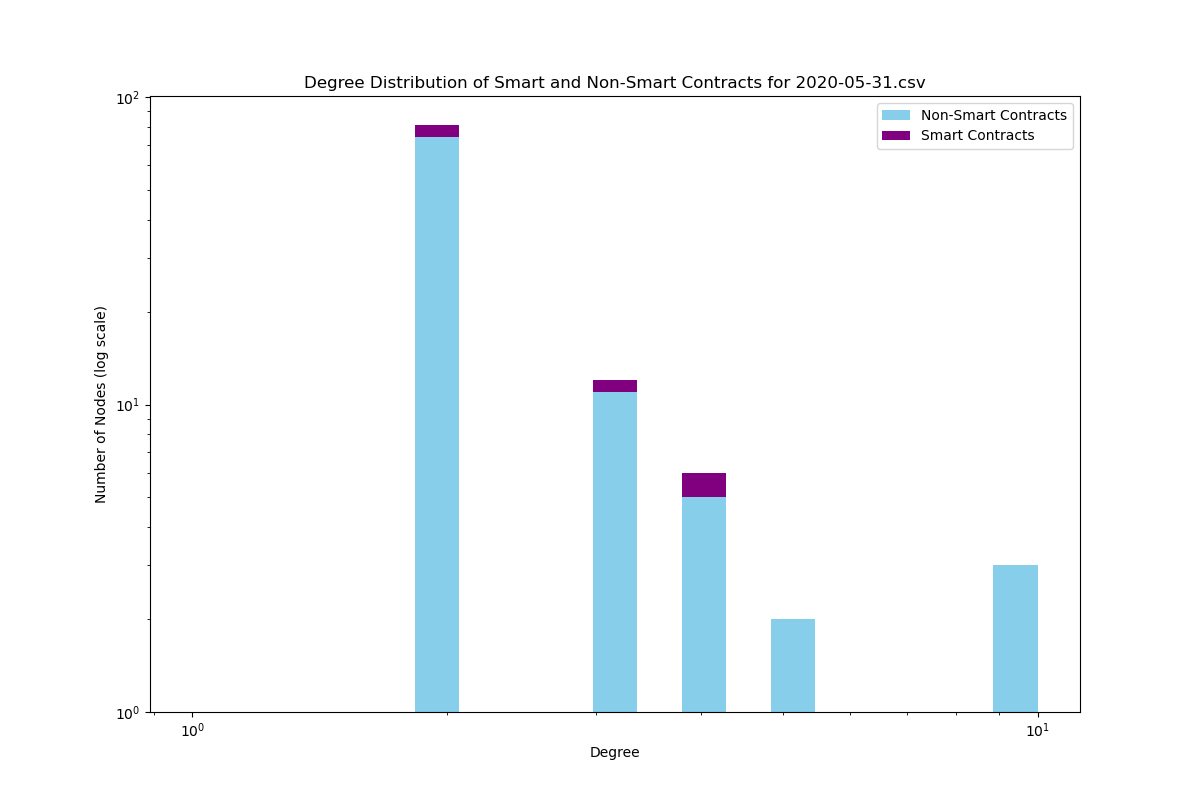 Degree Distribution of Smart and Non-Smart Contracts for 2020-05-31.csv
10²
Non-Smart Contracts
Smart Contracts
Number of Nodes (log scale)
10¹
10⁰
10⁰
10¹
Degree